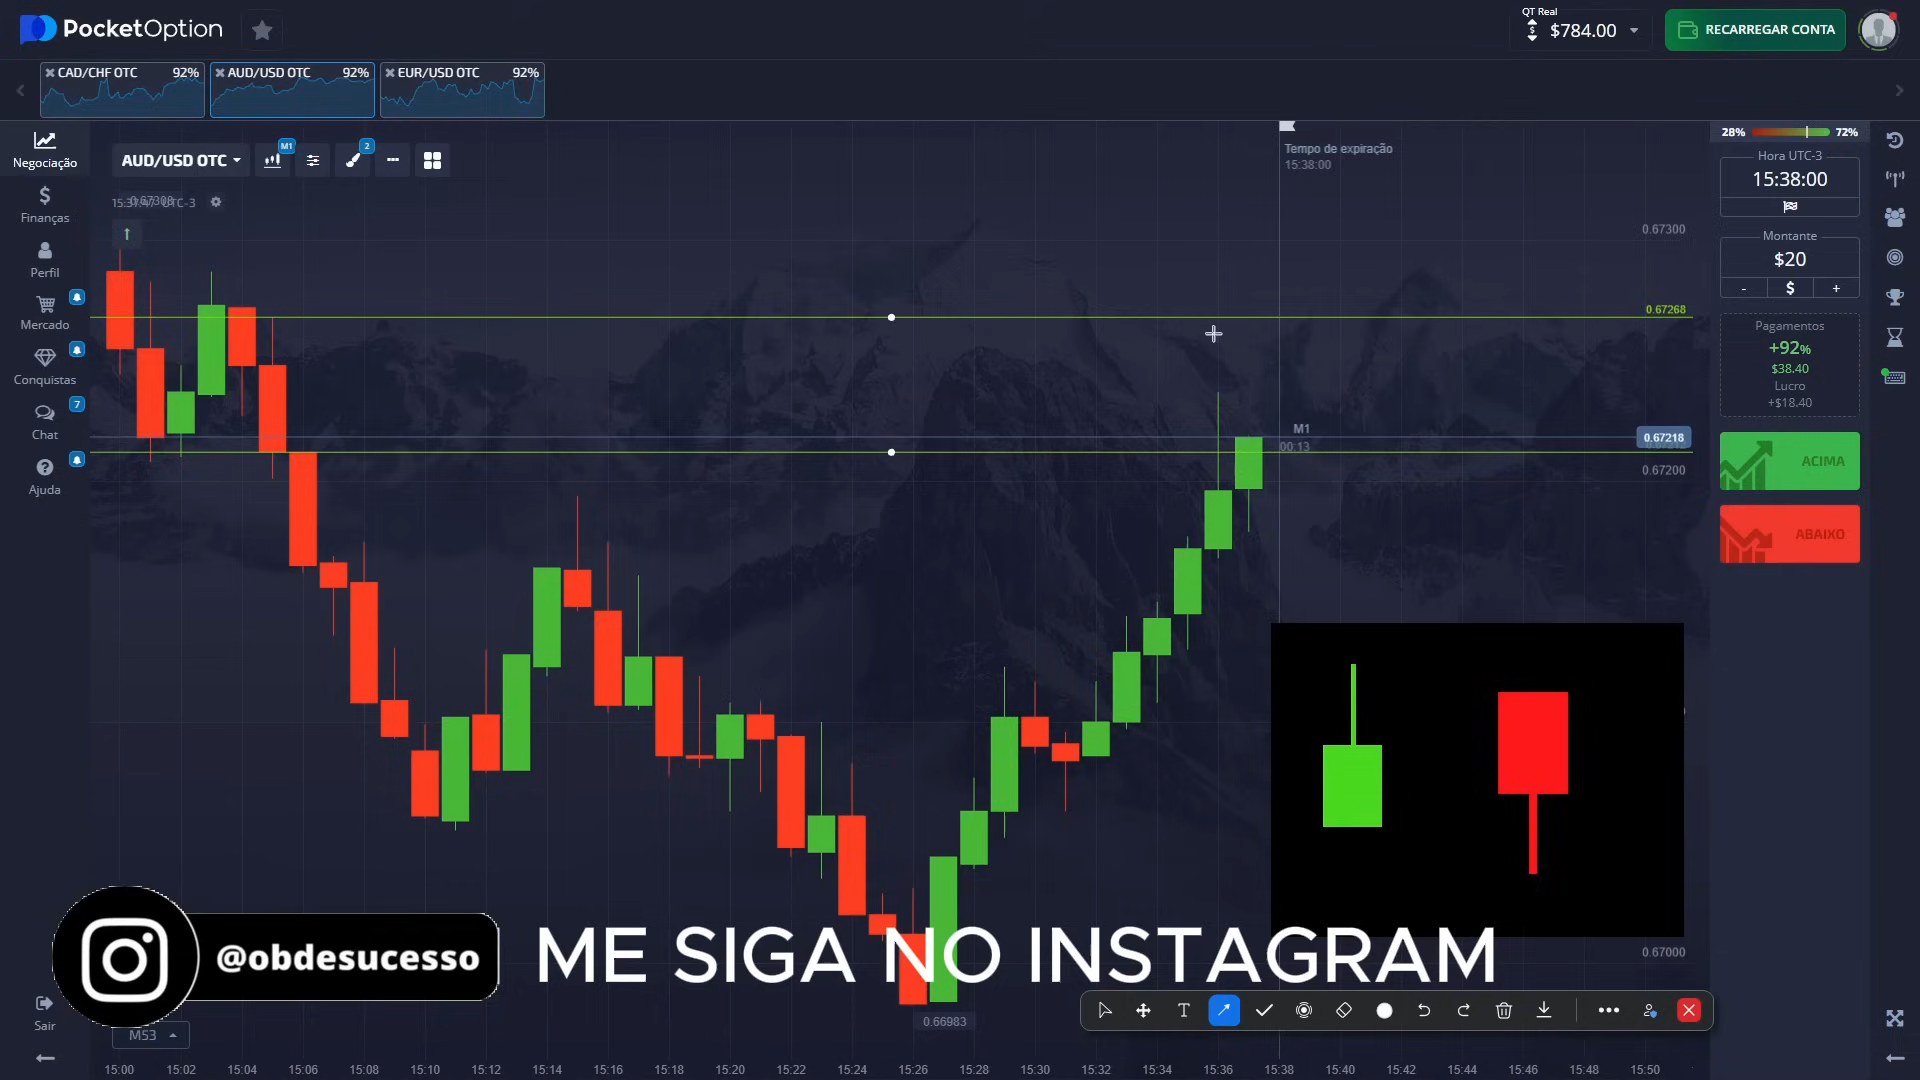 PocketOption
QT Real
$784.00
RECARREGAR CONTA
CAD/CHF OTC 92%
AUD/USD OTC 92%
EUR/USD OTC 92%
Negociação
Finanças
Perfil
Mercado
Conquistas
7
Chat
Ajuda
Sair
AUD/USD OTC
M1
2
Tempo de expiração
15:38:00
0.67300
0.67268
M1
00:13
0.67218
0.67200
0.67000
0.66983
28% 72%
Hora UTC-3
15:38:00
Montante
$20
- $ +
Pagamentos
+92%
$38.40
Lucro
+$18.40
ACIMA
ABAIXO
@obdesucesso
ME SIGA NO INSTAGRAM
T
M53
15:00 15:02 15:04 15:06 15:08 15:10 15:12 15:14 15:16 15:18 15:20 15:22 15:24 15:26 15:28 15:30 15:32 15:34 15:36 15:38 15:40 15:42 15:44 15:46 15:48 15:50